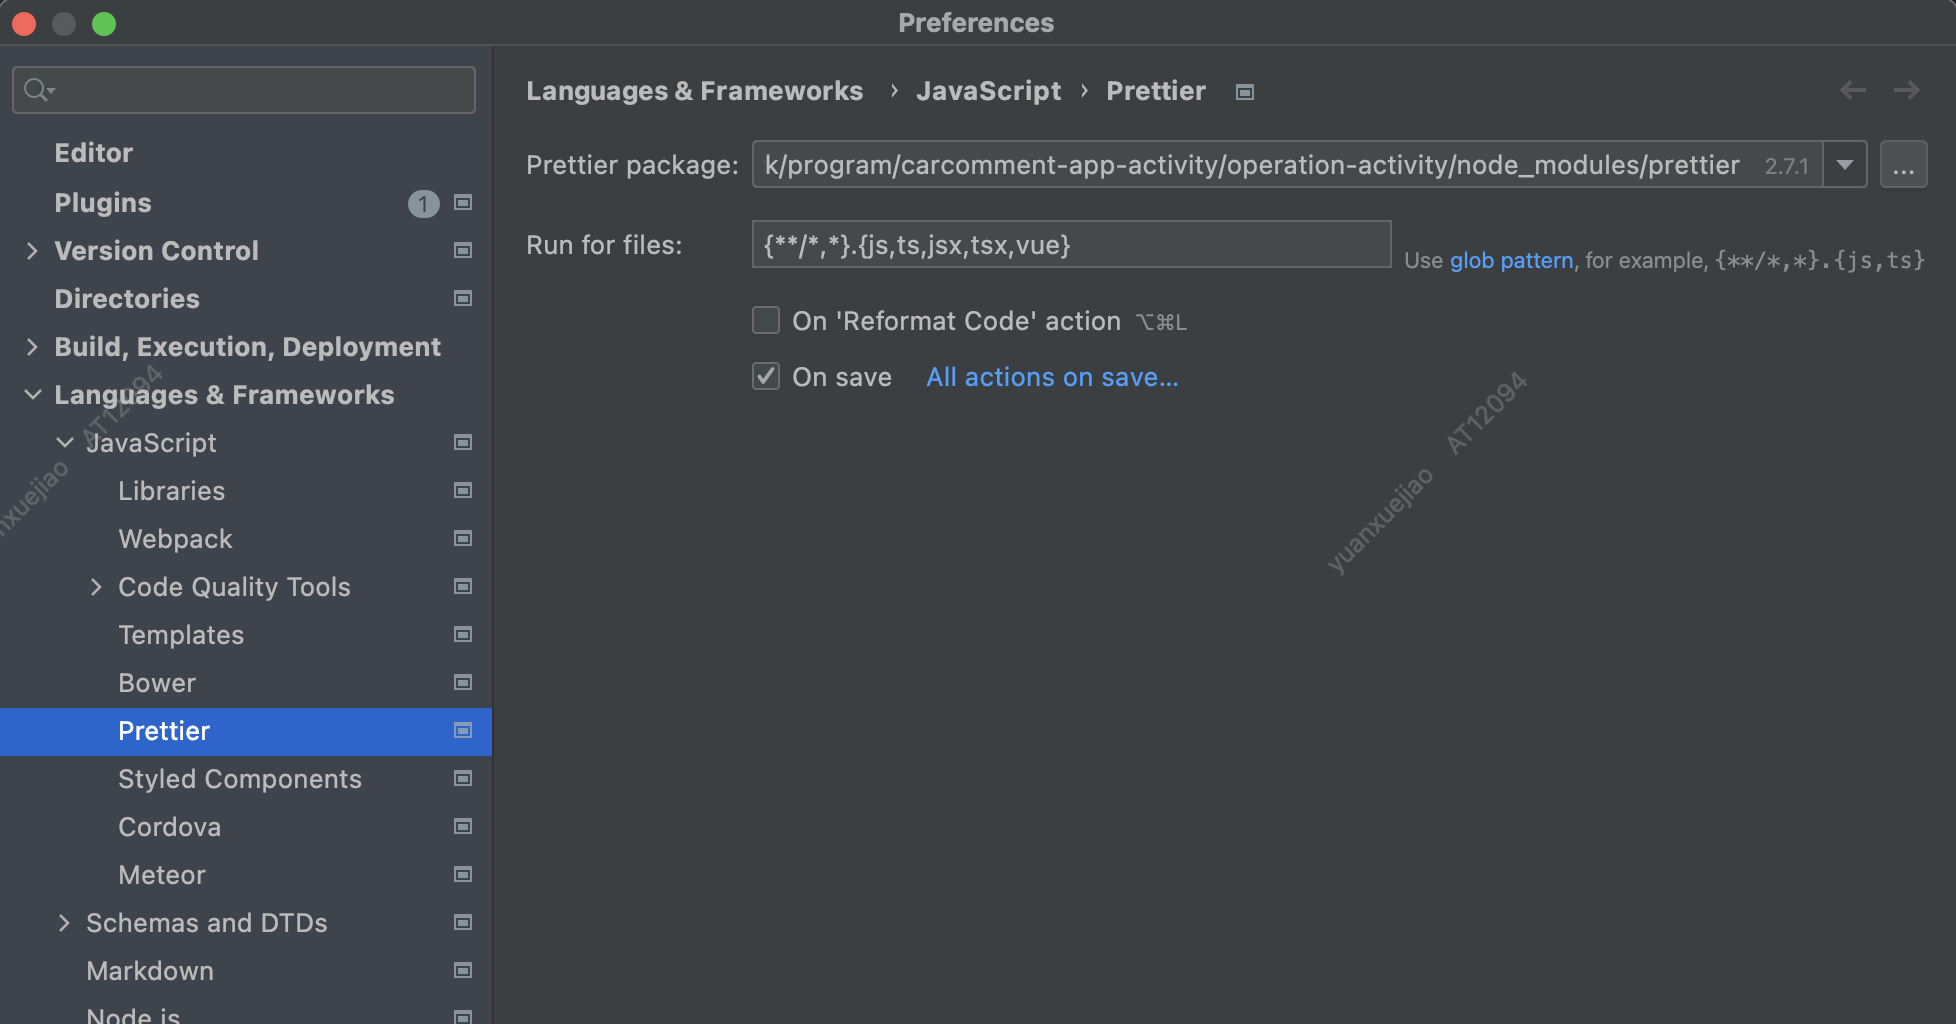 Preferences
Editor
Plugins 1
Version Control
Directories
Build, Execution, Deployment
Languages & Frameworks
JavaScript
Libraries
Webpack
Code Quality Tools
Templates
Bower
Prettier
Styled Components
Cordova
Meteor
Schemas and DTDs
Markdown
Node.js
Languages & Frameworks › JavaScript › Prettier
Prettier package: k/program/carcomment-app-activity/operation-activity/node_modules/prettier 2.7.1 ...
Run for files: {**/*,*}.{js,ts,jsx,tsx,vue}
Use glob pattern, for example, {**/*,*}.{js,ts}
On 'Reformat Code' action ⌥⌘L
On save All actions on save...
nxuejiao AT12094
yuanxuejiao AT12094